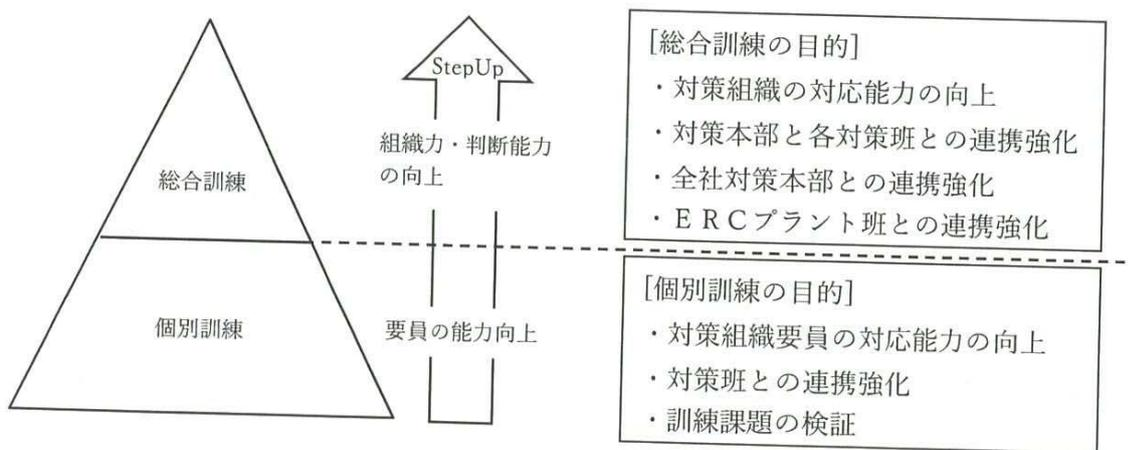 StepUp
組織力・判断能力
の向上
総合訓練
個別訓練
要員の能力向上
[総合訓練の目的]
・対策組織の対応能力の向上
・対策本部と各対策班との連携強化
・全社対策本部との連携強化
・ＥＲＣプラント班との連携強化
[個別訓練の目的]
・対策組織要員の対応能力の向上
・対策班との連携強化
・訓練課題の検証